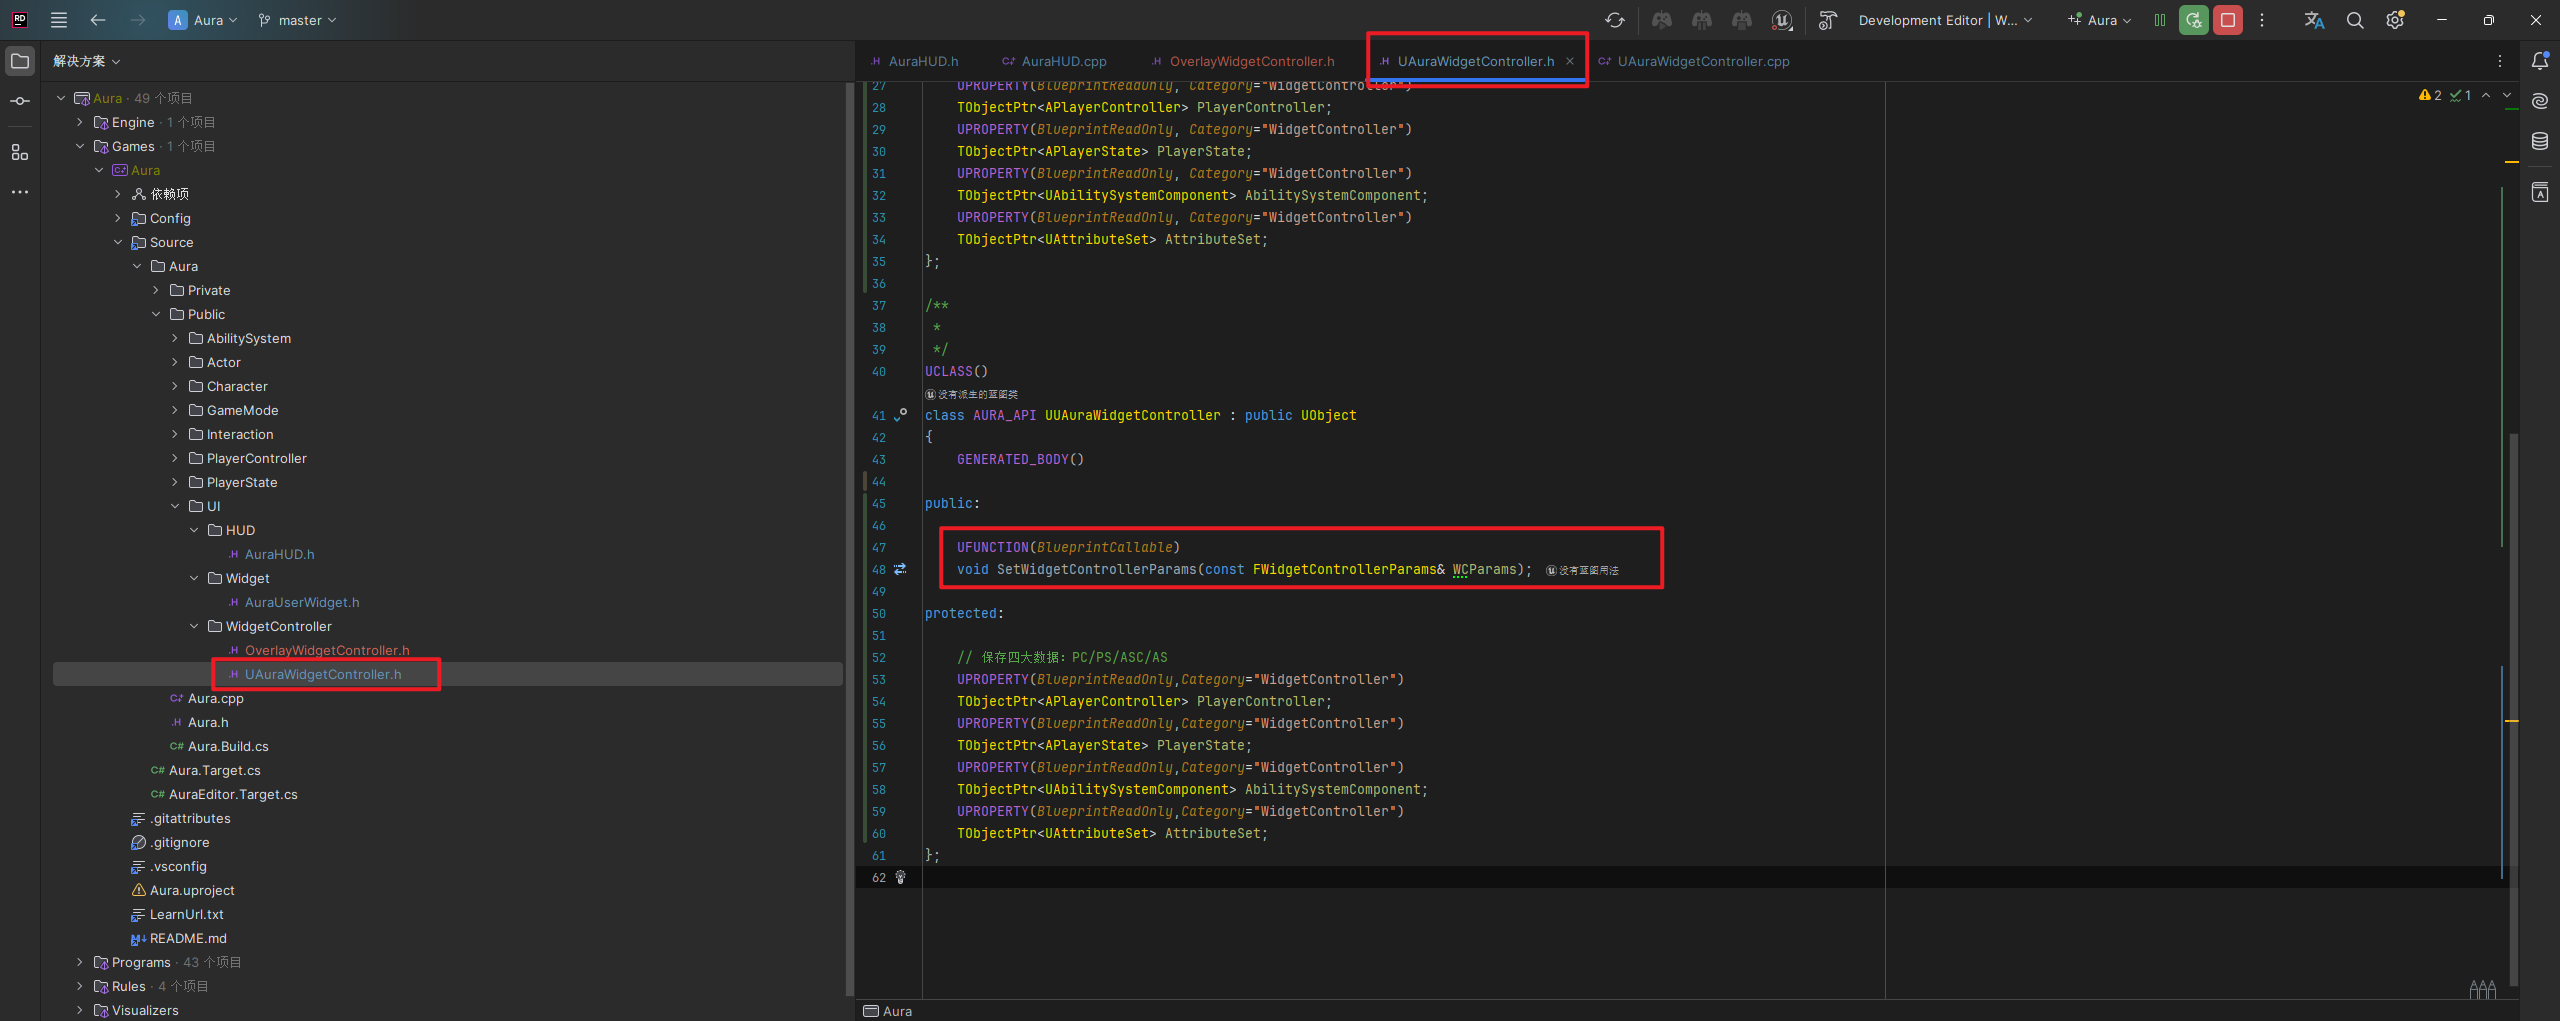 RD
A Aura
master
Development Editor | W...
Aura
解决方案
Aura · 49 个项目
Engine · 1 个项目
Games · 1 个项目
Aura
依赖项
Config
Source
Aura
Private
Public
AbilitySystem
Actor
Character
GameMode
Interaction
PlayerController
PlayerState
UI
HUD
.H AuraHUD.h
Widget
.H AuraUserWidget.h
WidgetController
.H OverlayWidgetController.h
.H UAuraWidgetController.h
C+ Aura.cpp
.H Aura.h
C# Aura.Build.cs
C# Aura.Target.cs
C# AuraEditor.Target.cs
.gitattributes
.gitignore
.vsconfig
Aura.uproject
LearnUrl.txt
README.md
Programs · 43 个项目
Rules · 4 个项目
Visualizers
.H AuraHUD.h
C+ AuraHUD.cpp
.H OverlayWidgetController.h
.H UAuraWidgetController.h
C+ UAuraWidgetController.cpp
2 1
27 UPROPERTY(BlueprintReadOnly, Category="WidgetController")
28 TObjectPtr<APlayerController> PlayerController;
29 UPROPERTY(BlueprintReadOnly, Category="WidgetController")
30 TObjectPtr<APlayerState> PlayerState;
31 UPROPERTY(BlueprintReadOnly, Category="WidgetController")
32 TObjectPtr<UAbilitySystemComponent> AbilitySystemComponent;
33 UPROPERTY(BlueprintReadOnly, Category="WidgetController")
34 TObjectPtr<UAttributeSet> AttributeSet;
35 };
36
37 /**
38 *
39 */
40 UCLASS()
没有派生的蓝图类
41 class AURA_API UUAuraWidgetController : public UObject
42 {
43 GENERATED_BODY()
44
45 public:
46
47 UFUNCTION(BlueprintCallable)
48 void SetWidgetControllerParams(const FWidgetControllerParams& WCParams); 没有蓝图用法
49
50 protected:
51
52 // 保存四大数据：PC/PS/ASC/AS
53 UPROPERTY(BlueprintReadOnly,Category="WidgetController")
54 TObjectPtr<APlayerController> PlayerController;
55 UPROPERTY(BlueprintReadOnly,Category="WidgetController")
56 TObjectPtr<APlayerState> PlayerState;
57 UPROPERTY(BlueprintReadOnly,Category="WidgetController")
58 TObjectPtr<UAbilitySystemComponent> AbilitySystemComponent;
59 UPROPERTY(BlueprintReadOnly,Category="WidgetController")
60 TObjectPtr<UAttributeSet> AttributeSet;
61 };
62
Aura